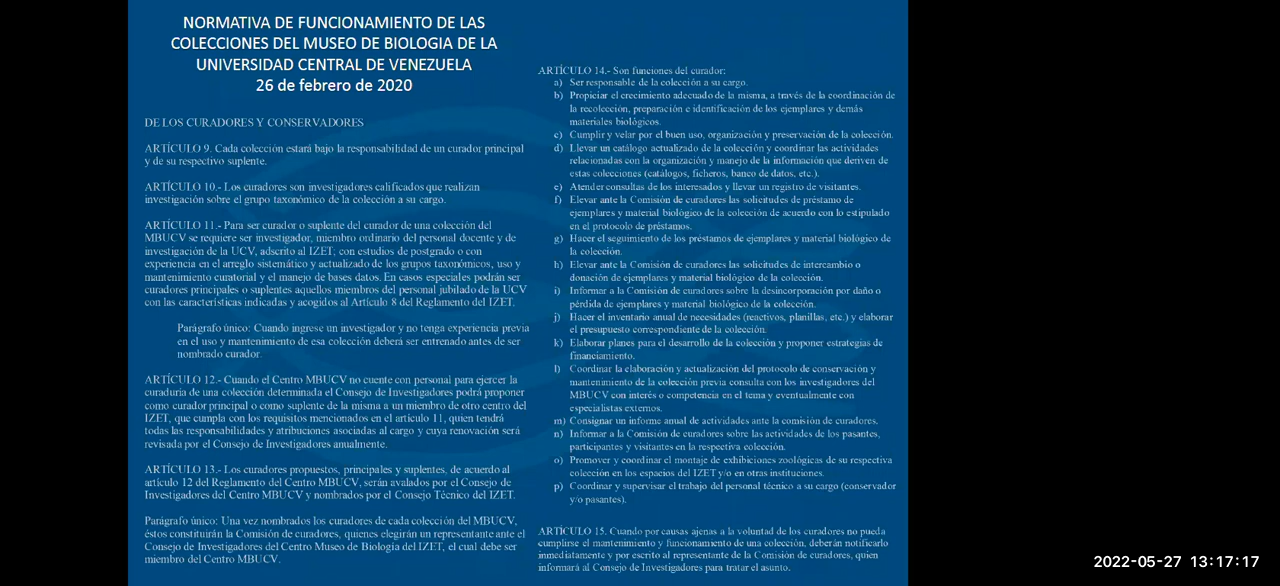 NORMATIVA DE FUNCIONAMIENTO DE LAS
COLECCIONES DEL MUSEO DE BIOLOGIA DE LA
UNIVERSIDAD CENTRAL DE VENEZUELA
26 de febrero de 2020
DE LOS CURADORES Y CONSERVADORES
ARTÍCULO 9. Cada colección estará bajo la responsabilidad de un curador principal
y de su respectivo suplente.
ARTÍCULO 10.- Los curadores son investigadores calificados que realizan
investigación sobre el grupo taxonómico de la colección a su cargo.
ARTÍCULO 11.- Para ser curador o suplente del curador de una colección del
MBUCV se requiere ser investigador, miembro ordinario del personal docente y de
investigación de la UCV, adscrito al IZET; con estudios de postgrado o con
experiencia en el arreglo sistemático y actualizado de los grupos taxonómicos, uso y
mantenimiento curatorial y el manejo de bases datos. En casos especiales podrán ser
curadores principales o suplentes aquellos miembros del personal jubilado de la UCV
con las características indicadas y acogidos al Artículo 8 del Reglamento del IZET.
Parágrafo único: Cuando ingrese un investigador y no tenga experiencia previa
en el uso y mantenimiento de esa colección deberá ser entrenado antes de ser
nombrado curador.
ARTÍCULO 12.- Cuando el Centro MBUCV no cuente con personal para ejercer la
curaduría de una colección determinada el Consejo de Investigadores podrá proponer
como curador principal o como suplente de la misma a un miembro de otro centro del
IZET, que cumpla con los requisitos mencionados en el artículo 11, quien tendrá
todas las responsabilidades y atribuciones asociadas al cargo y cuya renovación será
revisada por el Consejo de Investigadores anualmente.
ARTÍCULO 13.- Los curadores propuestos, principales y suplentes, de acuerdo al
artículo 12 del Reglamento del Centro MBUCV, serán avalados por el Consejo de
Investigadores del Centro MBUCV y nombrados por el Consejo Técnico del IZET.
Parágrafo único: Una vez nombrados los curadores de cada colección del MBUCV,
éstos constituirán la Comisión de curadores, quienes elegirán un representante ante el
Consejo de Investigadores del Centro Museo de Biología del IZET, el cual debe ser
miembro del Centro MBUCV.
ARTÍCULO 14.- Son funciones del curador:
a) Ser responsable de la colección a su cargo.
b) Propiciar el crecimiento adecuado de la misma, a través de la coordinación de
la recolección, preparación e identificación de los ejemplares y demás
materiales biológicos.
c) Cumplir y velar por el buen uso, organización y preservación de la colección.
d) Llevar un catálogo actualizado de la colección y coordinar las actividades
relacionadas con la organización y manejo de la información que deriven de
estas colecciones (catálogos, ficheros, banco de datos, etc.).
e) Atender consultas de los interesados y llevar un registro de visitantes.
f) Elevar ante la Comisión de curadores las solicitudes de préstamo de
ejemplares y material biológico de la colección de acuerdo con lo estipulado
en el protocolo de préstamos.
g) Hacer el seguimiento de los préstamos de ejemplares y material biológico de
la colección.
h) Elevar ante la Comisión de curadores las solicitudes de intercambio o
donación de ejemplares y material biológico de la colección.
i) Informar a la Comisión de curadores sobre la desincorporación por daño o
pérdida de ejemplares y material biológico de la colección.
j) Hacer el inventario anual de necesidades (reactivos, planillas, etc.) y elaborar
el presupuesto correspondiente de la colección.
k) Elaborar planes para el desarrollo de la colección y proponer estrategias de
financiamiento.
l) Coordinar la elaboración y actualización del protocolo de conservación y
mantenimiento de la colección previa consulta con los investigadores del
MBUCV con interés o competencia en el tema y eventualmente con
especialistas externos.
m) Consignar un informe anual de actividades ante la comisión de curadores.
n) Informar a la Comisión de curadores sobre las actividades de los pasantes,
participantes y visitantes en la respectiva colección.
o) Promover y coordinar el montaje de exhibiciones zoológicas de su respectiva
colección en los espacios del IZET y/o en otras instituciones.
p) Coordinar y supervisar el trabajo del personal técnico a su cargo (conservador
y/o pasantes).
ARTÍCULO 15. Cuando por causas ajenas a la voluntad de los curadores no pueda
cumplirse el mantenimiento y funcionamiento de una colección, deberán notificarlo
inmediatamente y por escrito al representante de la Comisión de curadores, quien
informará al Consejo de Investigadores para tratar el asunto.
2022-05-27 13:17:17